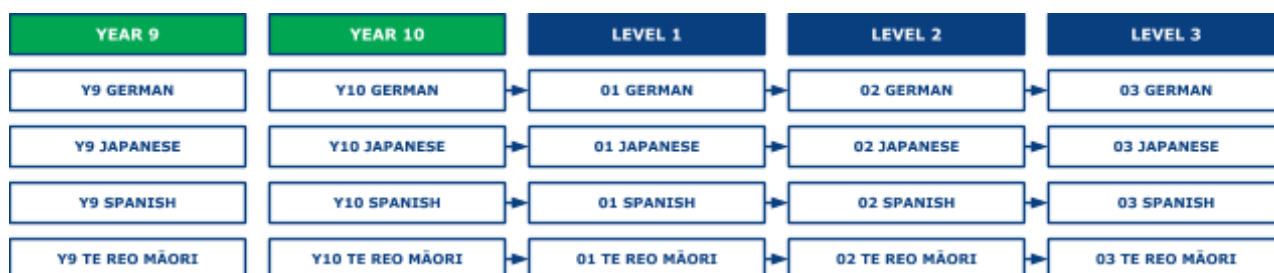 YEAR 9 YEAR 10 LEVEL 1 LEVEL 2 LEVEL 3
Y9 GERMAN Y10 GERMAN 01 GERMAN 02 GERMAN 03 GERMAN
Y9 JAPANESE Y10 JAPANESE 01 JAPANESE 02 JAPANESE 03 JAPANESE
Y9 SPANISH Y10 SPANISH 01 SPANISH 02 SPANISH 03 SPANISH
Y9 TE REO MĀORI Y10 TE REO MĀORI 01 TE REO MĀORI 02 TE REO MĀORI 03 TE REO MĀORI